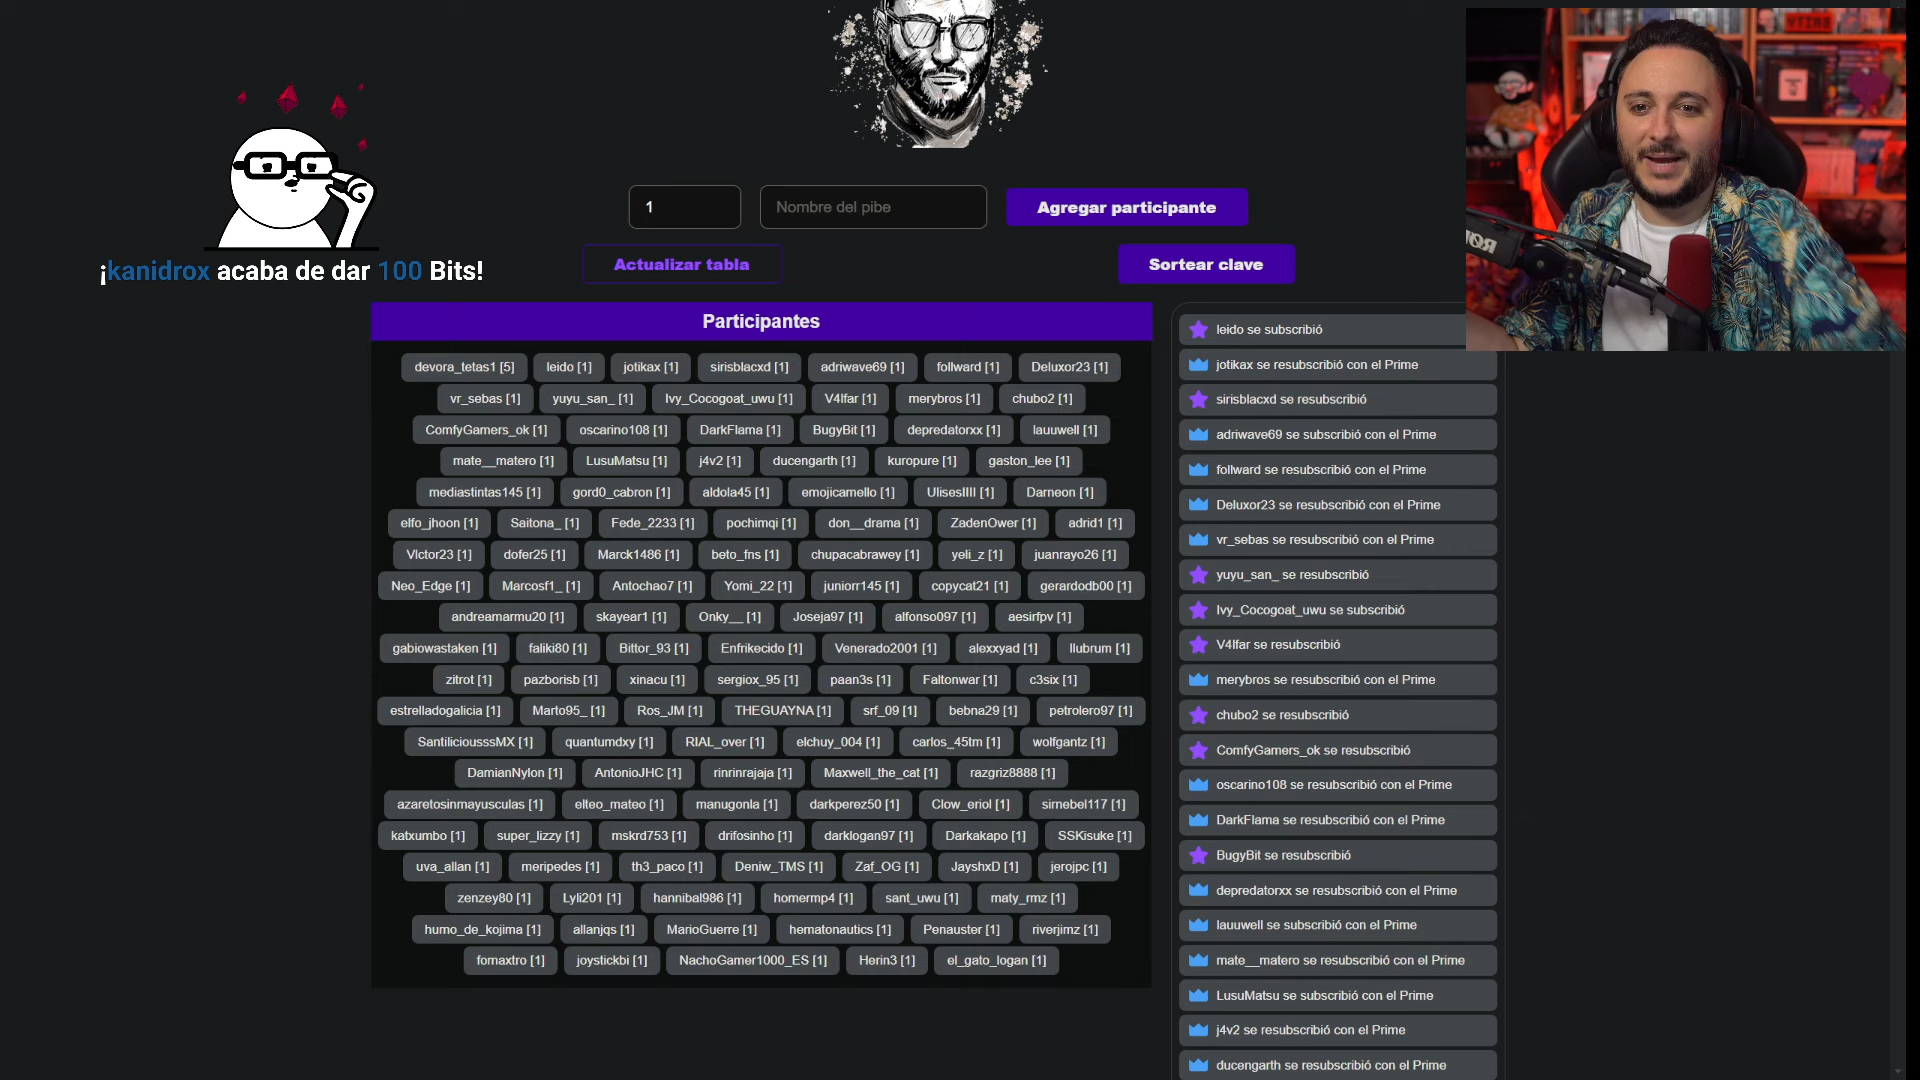 ¡kanidrox acaba de dar 100 Bits!
1
Nombre del pibe
Agregar participante
Actualizar tabla
Sortear clave
Participantes
devora_tetas1 [5] leido [1] jotikax [1] sirisblacxd [1] adriwave69 [1] follward [1] Deluxor23 [1]
vr_sebas [1] yuyu_san_ [1] Ivy_Cocogoat_uwu [1] V4lfar [1] merybros [1] chubo2 [1]
ComfyGamers_ok [1] oscarino108 [1] DarkFlama [1] BugyBit [1] depredatorxx [1] lauuwell [1]
mate__matero [1] LusuMatsu [1] j4v2 [1] ducengarth [1] kuropure [1] gaston_lee [1]
mediastintas145 [1] gord0_cabron [1] aldola45 [1] emojicamello [1] UlisesIIII [1] Darneon [1]
elfo_jhoon [1] Saitona_ [1] Fede_2233 [1] pochimqi [1] don__drama [1] ZadenOwer [1] adrid1 [1]
VIctor23 [1] dofer25 [1] Marck1486 [1] beto_fns [1] chupacabrawey [1] yeli_z [1] juanrayo26 [1]
Neo_Edge [1] Marcosf1_ [1] Antochao7 [1] Yomi_22 [1] juniorr145 [1] copycat21 [1] gerardodb00 [1]
andreamarmu20 [1] skayear1 [1] Onky__ [1] Joseja97 [1] alfonso097 [1] aesirfpv [1]
gabiowastaken [1] faliki80 [1] Bittor_93 [1] Enfrikecido [1] Venerado2001 [1] alexxyad [1] llubrum [1]
zitrot [1] pazborisb [1] xinacu [1] sergiox_95 [1] paan3s [1] Faltonwar [1] c3six [1]
estrelladogalicia [1] Marto95_ [1] Ros_JM [1] THEGUAYNA [1] srf_09 [1] bebna29 [1] petrolero97 [1]
SantiliciousssMX [1] quantumdxy [1] RIAL_over [1] elchuy_004 [1] carlos_45tm [1] wolfgantz [1]
DamianNylon [1] AntonioJHC [1] rinrinrajaja [1] Maxwell_the_cat [1] razgriz8888 [1]
azaretosinmayusculas [1] elteo_mateo [1] manugonla [1] darkperez50 [1] Clow_eriol [1] sirnebel117 [1]
katxumbo [1] super_lizzy [1] mskrd753 [1] drifosinho [1] darklogan97 [1] Darkakapo [1] SSKisuke [1]
uva_allan [1] meripedes [1] th3_paco [1] Deniw_TMS [1] Zaf_OG [1] JayshxD [1] jerojpc [1]
zenzey80 [1] Lyli201 [1] hannibal986 [1] homermp4 [1] sant_uwu [1] maty_rmz [1]
humo_de_kojima [1] allanjqs [1] MarioGuerre [1] hematonautics [1] Penauster [1] riverjimz [1]
fomaxtro [1] joystickbi [1] NachoGamer1000_ES [1] Herin3 [1] el_gato_logan [1]
leido se subscribió
jotikax se resubscribió con el Prime
sirisblacxd se resubscribió
adriwave69 se subscribió con el Prime
follward se resubscribió con el Prime
Deluxor23 se resubscribió con el Prime
vr_sebas se resubscribió con el Prime
yuyu_san_ se resubscribió
Ivy_Cocogoat_uwu se subscribió
V4lfar se resubscribió
merybros se resubscribió con el Prime
chubo2 se resubscribió
ComfyGamers_ok se resubscribió
oscarino108 se resubscribió con el Prime
DarkFlama se resubscribió con el Prime
BugyBit se resubscribió
depredatorxx se resubscribió con el Prime
lauuwell se subscribió con el Prime
mate__matero se resubscribió con el Prime
LusuMatsu se subscribió con el Prime
j4v2 se resubscribió con el Prime
ducengarth se resubscribió con el Prime